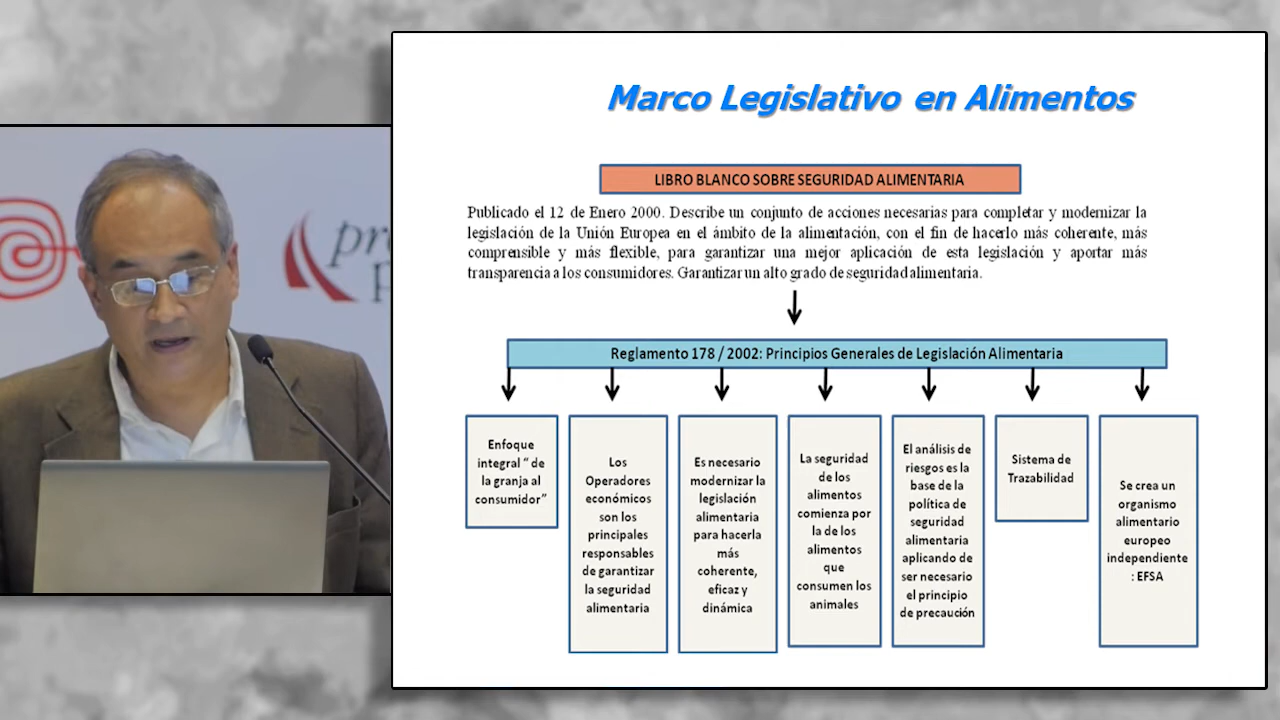 Marco Legislativo en Alimentos
LIBRO BLANCO SOBRE SEGURIDAD ALIMENTARIA
Publicado el 12 de Enero 2000. Describe un conjunto de acciones necesarias para completar y modernizar la
legislación de la Unión Europea en el ámbito de la alimentación, con el fin de hacerlo más coherente, más
comprensible y más flexible, para garantizar una mejor aplicación de esta legislación y aportar más
transparencia a los consumidores. Garantizar un alto grado de seguridad alimentaria.
Reglamento 178 / 2002: Principios Generales de Legislación Alimentaria
Enfoque
integral “ de
la granja al
consumidor”
Los
Operadores
económicos
son los
principales
responsables
de garantizar
la seguridad
alimentaria
Es necesario
modernizar la
legislación
alimentaria
para hacerla
más
coherente,
eficaz y
dinámica
La seguridad
de los
alimentos
comienza por
la de los
alimentos
que
consumen los
animales
El análisis de
riesgos es la
base de la
política de
seguridad
alimentaria
aplicando de
ser necesario
el principio
de precaución
Sistema de
Trazabilidad
Se crea un
organismo
alimentario
europeo
independiente
: EFSA